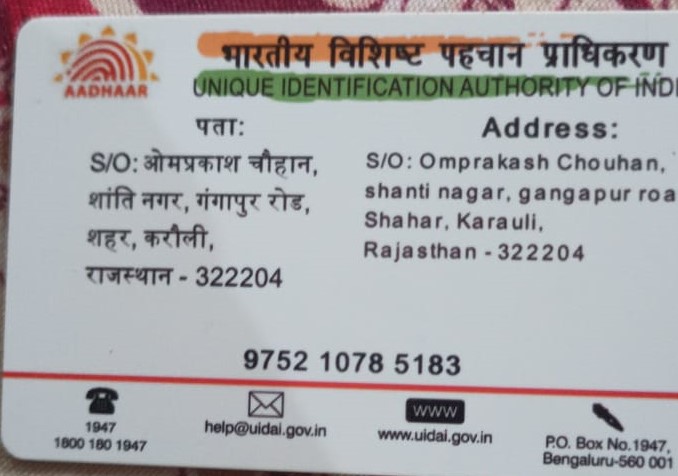 भारतीय विशिष्ट पहचान प्राधिकरण
AADHAAR
UNIQUE IDENTIFICATION AUTHORITY OF INDI
पता:
S/O: ओमप्रकाश चौहान,
शांति नगर, गंगापुर रोड,
शहर, करौली,
राजस्थान - 322204
Address:
S/O: Omprakash Chouhan,
shanti nagar, gangapur roa
Shahar, Karauli,
Rajasthan - 322204
9752 1078 5183
1947
1800 180 1947
help@uidai.gov.in
www
www.uidai.gov.in
P.O. Box No.1947,
Bengaluru-560 001